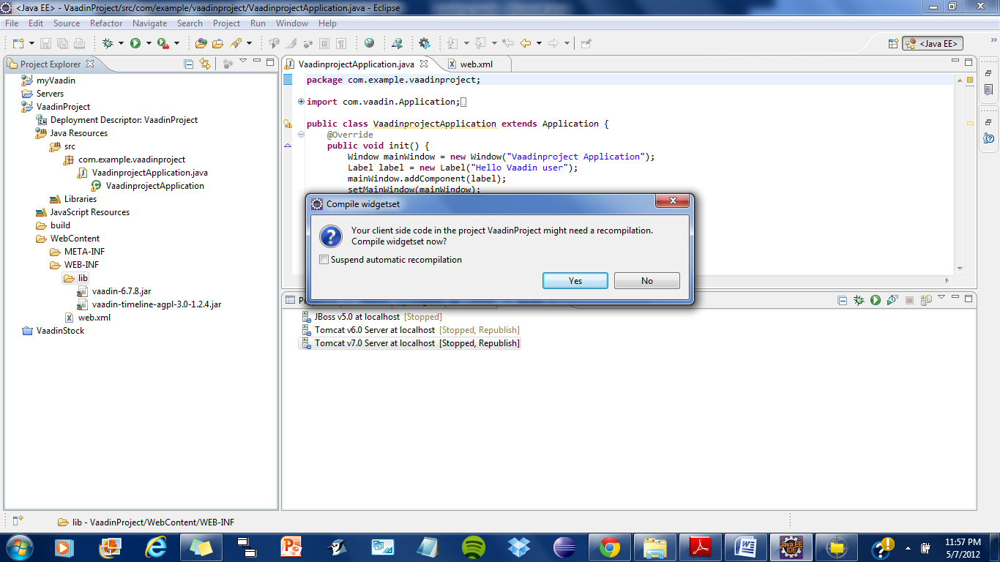 <Java EE> - VaadinProject/src/com/example/vaadinproject/VaadinprojectApplication.java - Eclipse
File Edit Source Refactor Navigate Search Project Run Window Help
<Java EE>
Project Explorer
myVaadin
Servers
VaadinProject
Deployment Descriptor: VaadinProject
Java Resources
src
com.example.vaadinproject
VaadinprojectApplication.java
VaadinprojectApplication
Libraries
JavaScript Resources
build
WebContent
META-INF
WEB-INF
lib
vaadin-6.7.8.jar
vaadin-timeline-agpl-3.0-1.2.4.jar
web.xml
VaadinStock
VaadinprojectApplication.java web.xml
package com.example.vaadinproject;
import com.vaadin.Application;
public class VaadinprojectApplication extends Application {
@Override
public void init() {
Window mainWindow = new Window("Vaadinproject Application");
Label label = new Label("Hello Vaadin user");
mainWindow.addComponent(label);
setMainWindow(mainWindow);
Compile widgetset
Your client side code in the project VaadinProject might need a recompilation.
Compile widgetset now?
Suspend automatic recompilation
Yes No
JBoss v5.0 at localhost [Stopped]
Tomcat v6.0 Server at localhost [Stopped, Republish]
Tomcat v7.0 Server at localhost [Stopped, Republish]
lib - VaadinProject/WebContent/WEB-INF
Java EE
IDE
11:57 PM
5/7/2012